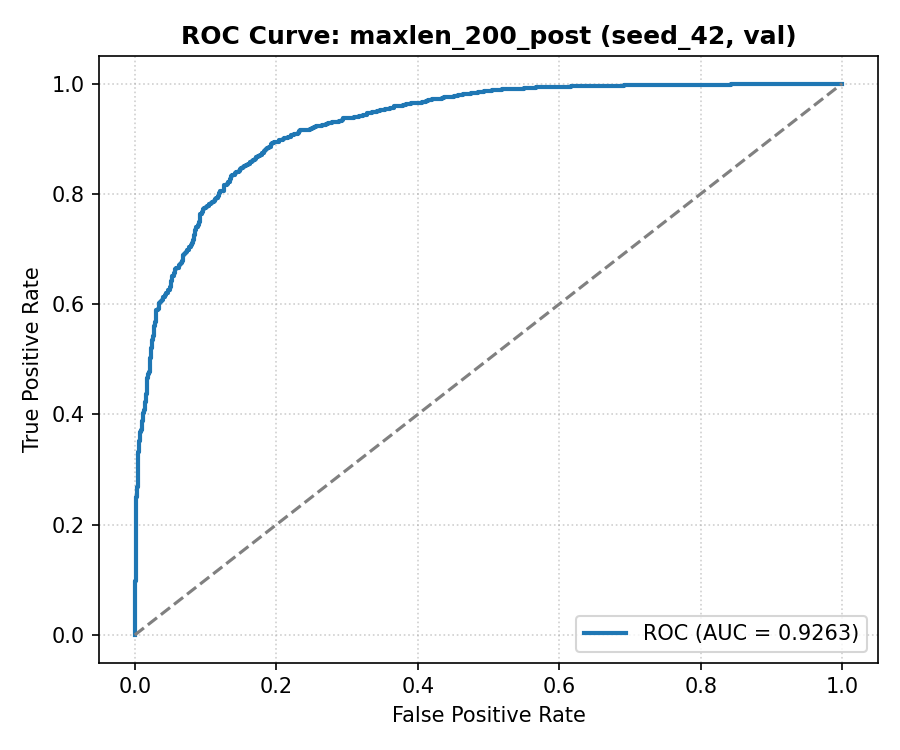 ROC Curve: maxlen_200_post (seed_42, val)
True Positive Rate
1.0
0.8
0.6
0.4
0.2
0.0
ROC (AUC = 0.9263)
0.0 0.2 0.4 0.6 0.8 1.0
False Positive Rate